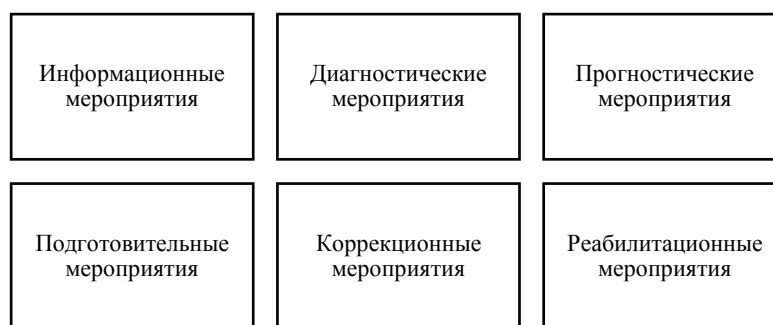 Информационные
мероприятия
Диагностические
мероприятия
Прогностические
мероприятия
Подготовительные
мероприятия
Коррекционные
мероприятия
Реабилитационные
мероприятия